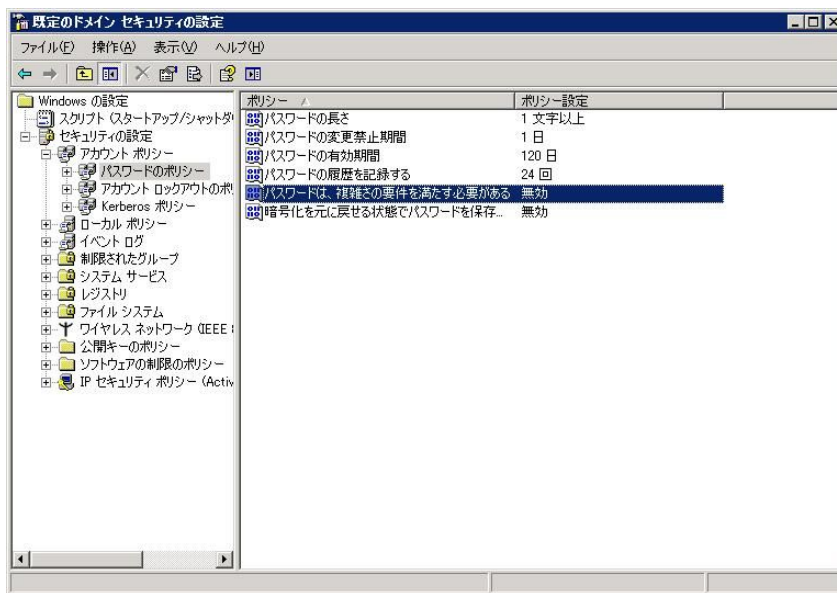 既定のドメイン セキュリティの設定
ファイル(F) 操作(A) 表示(V) ヘルプ(H)
Windows の設定
スクリプト (スタートアップ/シャットダ
セキュリティの設定
アカウント ポリシー
パスワードのポリシー
アカウント ロックアウトのポリ
Kerberos ポリシー
ローカル ポリシー
イベント ログ
制限されたグループ
システム サービス
レジストリ
ファイル システム
ワイヤレス ネットワーク (IEEE
公開キーのポリシー
ソフトウェアの制限のポリシー
IP セキュリティ ポリシー (Activ
ポリシー ポリシー設定
パスワードの長さ 1 文字以上
パスワードの変更禁止期間 1 日
パスワードの有効期間 120 日
パスワードの履歴を記録する 24 回
パスワードは、複雑さの要件を満たす必要がある 無効
暗号化を元に戻せる状態でパスワードを保存... 無効